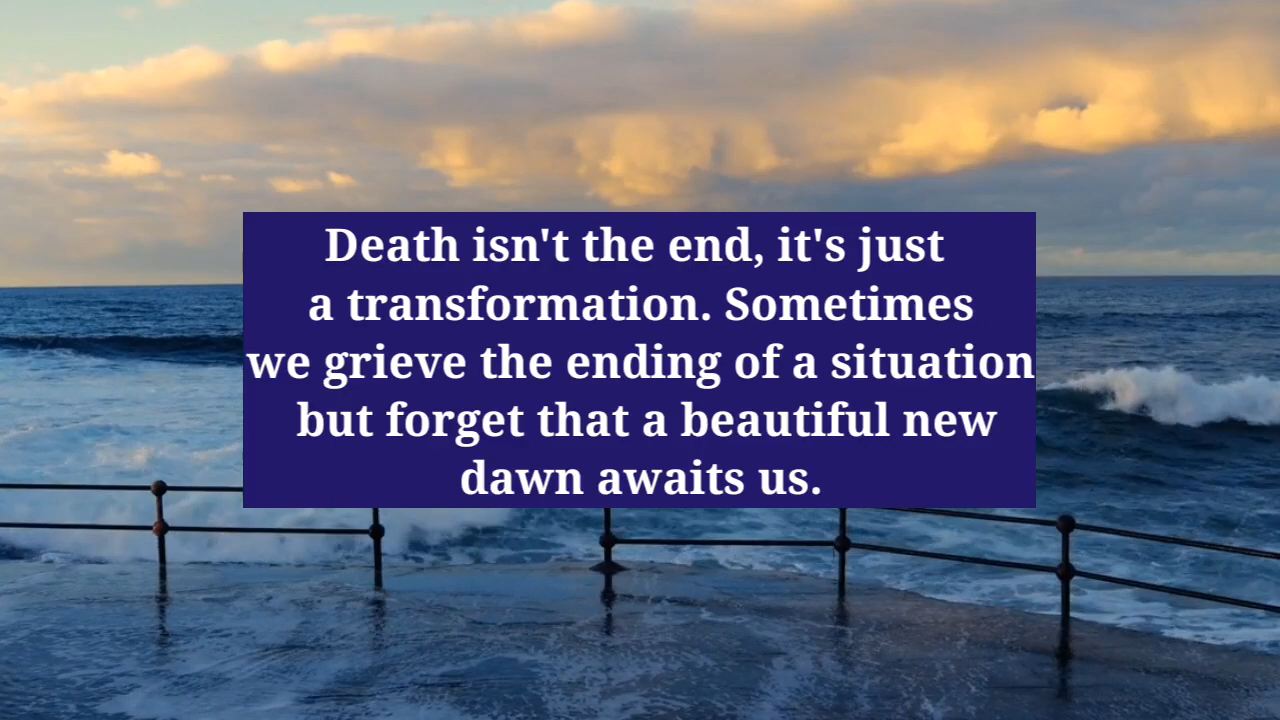 Death isn't the end, it's just
a transformation. Sometimes
we grieve the ending of a situation
but forget that a beautiful new
dawn awaits us.